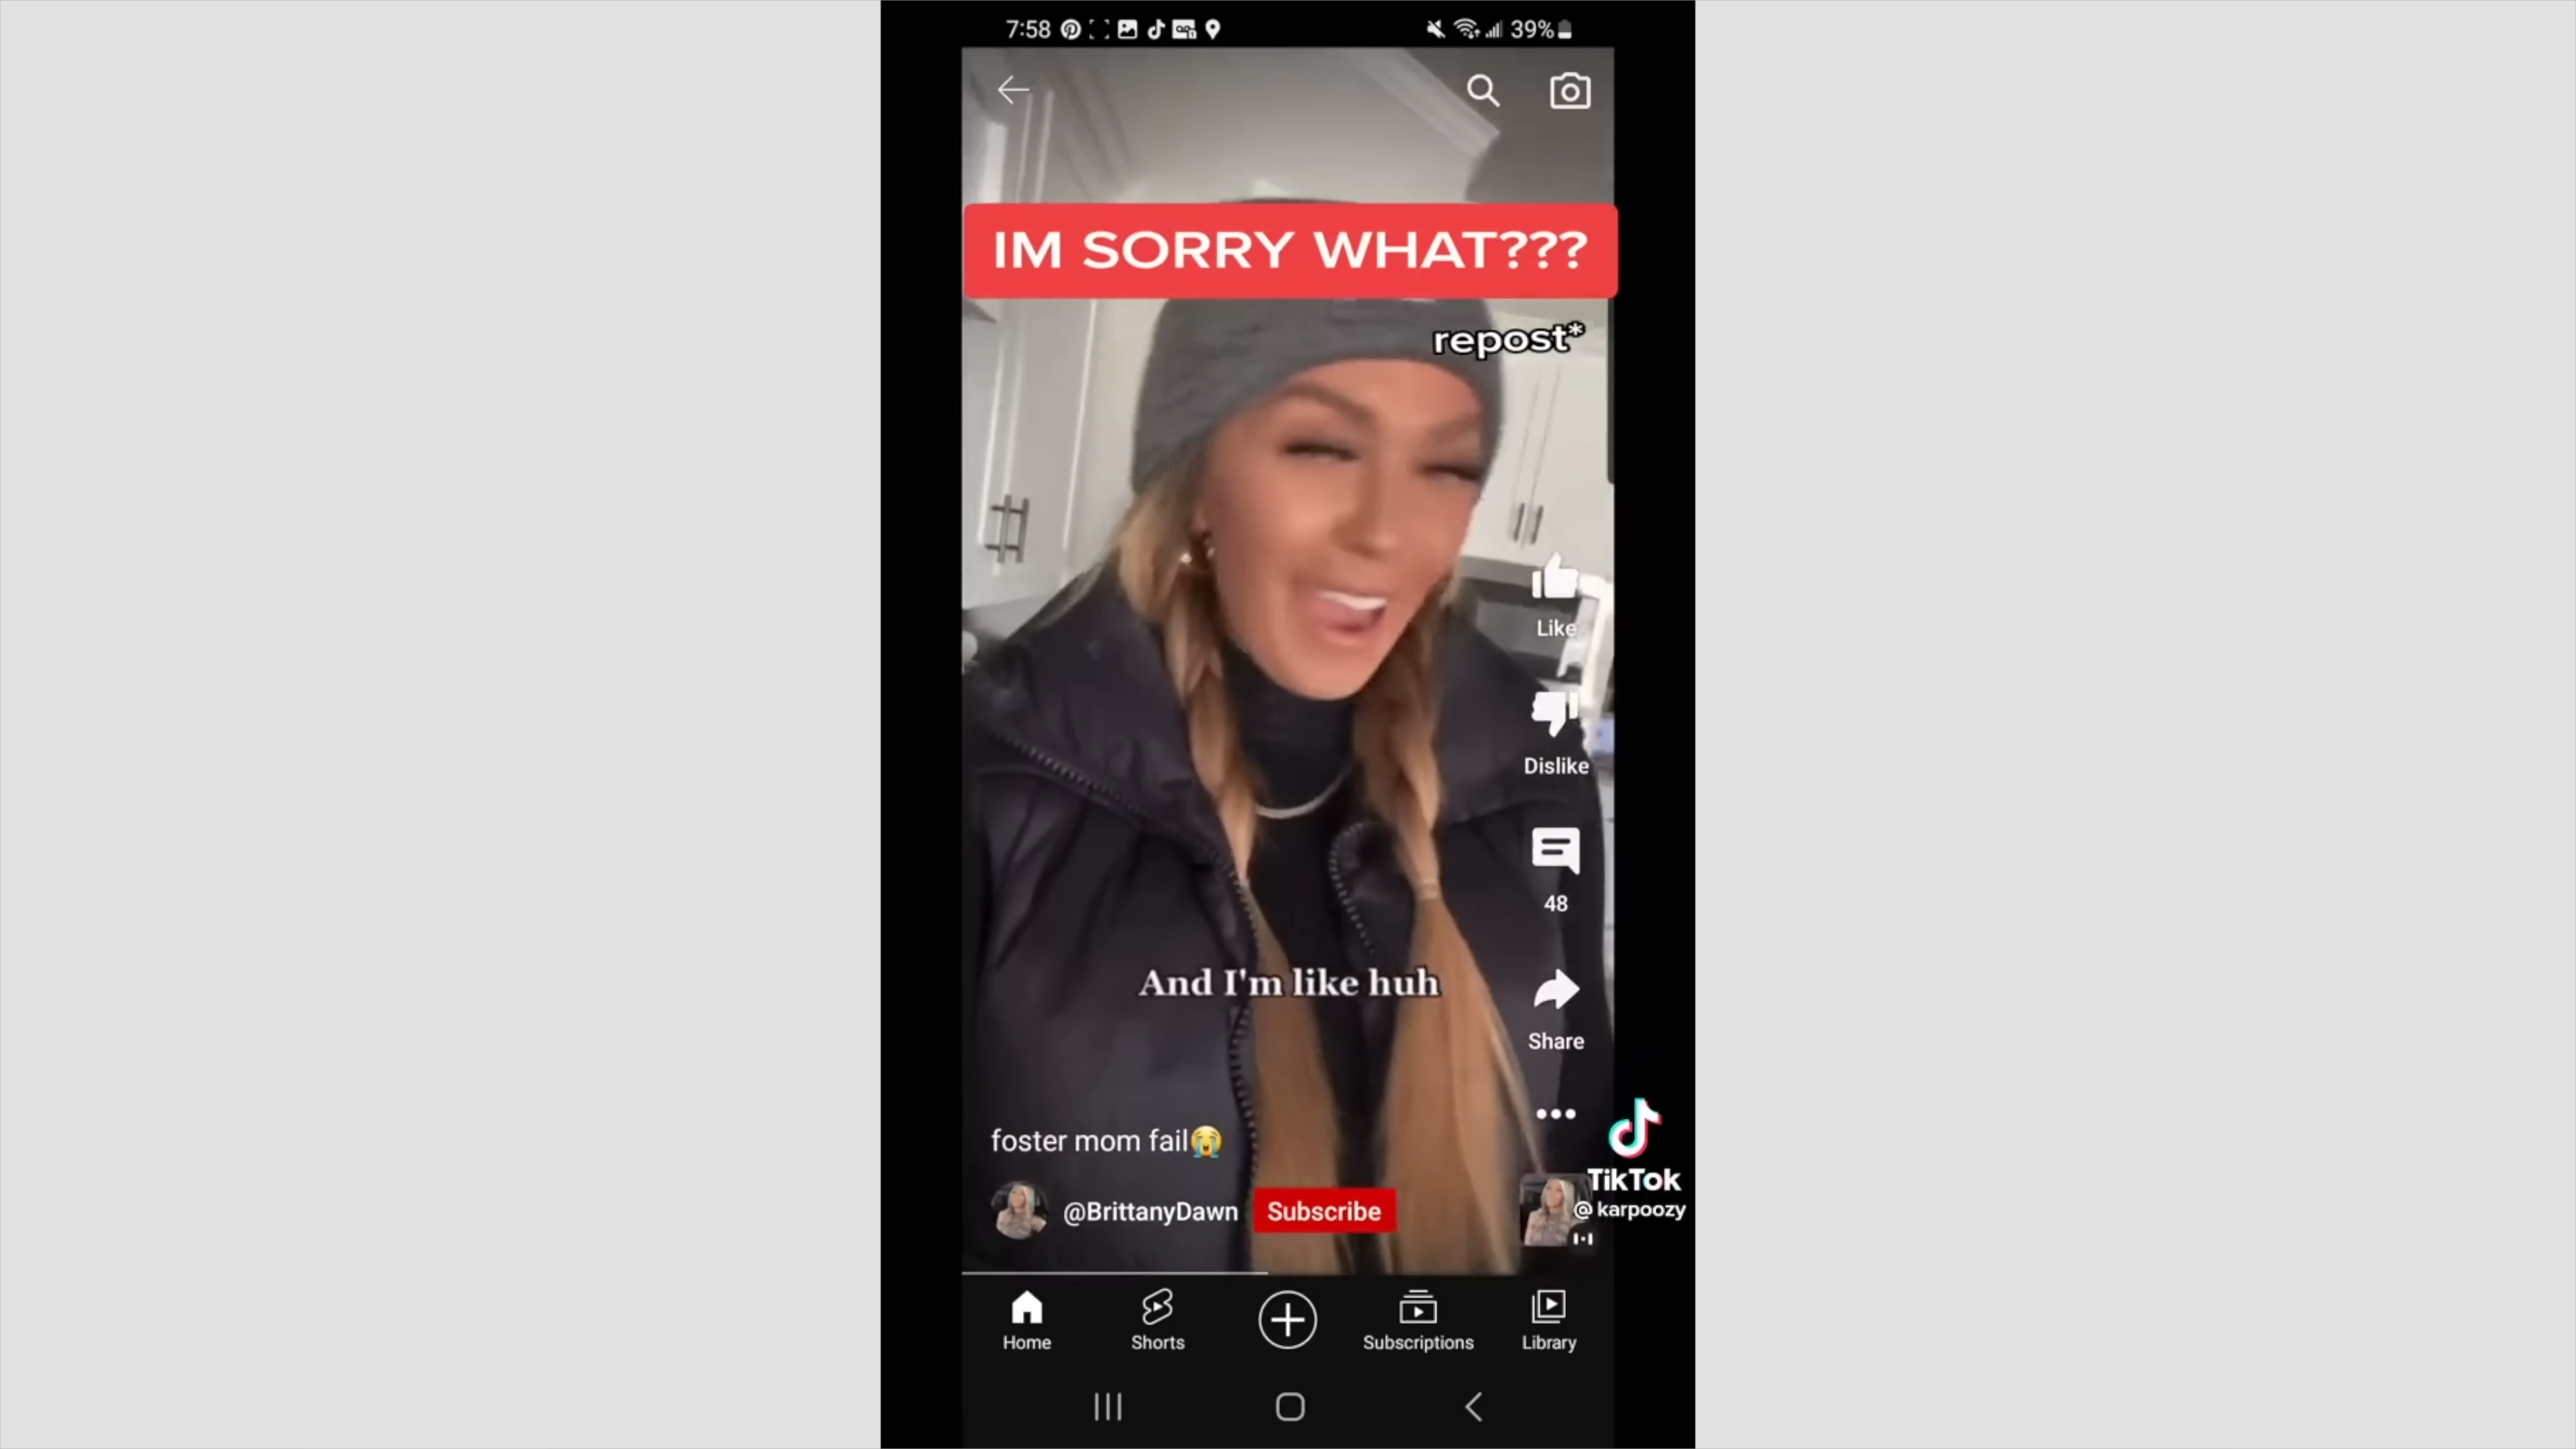 7:58
39%
IM SORRY WHAT???
repost*
Like
Dislike
48
And I'm like huh
Share
foster mom fail😭
@BrittanyDawn
Subscribe
TikTok
@karpoozy
Home
Shorts
Subscriptions
Library